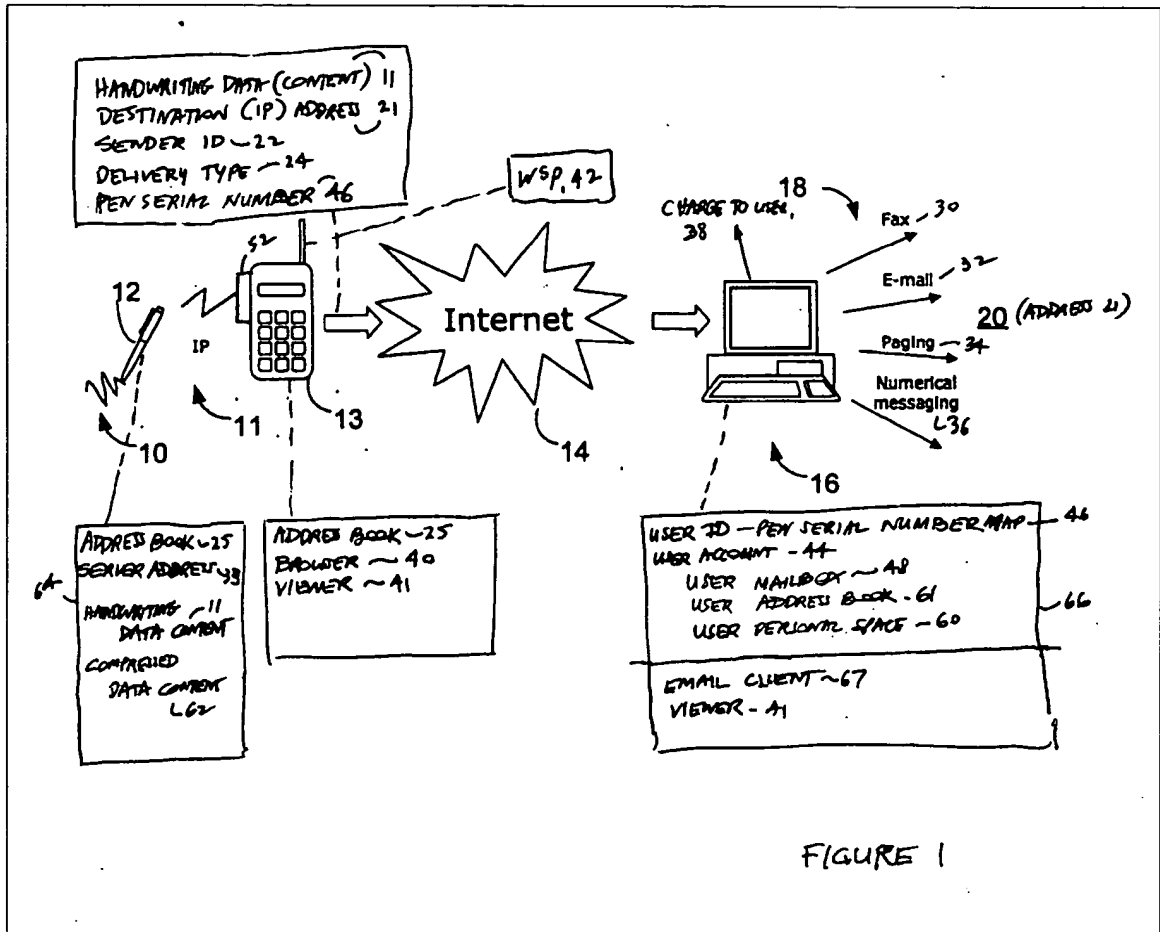 HANDWRITING DATA (CONTENT) 11
DESTINATION (IP) ADDRESS 21
SENDER ID ~22
DELIVERY TYPE ~24
PEN SERIAL NUMBER 46
WSP, 42
52
12
IP
10
11
13
Internet
14
CHARGE TO USER,
38
18
Fax 30
E-mail 32
20 (ADDRESS 21)
Paging 34
Numerical
messaging
36
16
ADDRESS BOOK ~25
SERVER ADDRESS
64
HANDWRITING ~11
DATA CONTENT
COMPRESSED
DATA CONTENT
62
ADDRESS BOOK ~25
BROWSER ~40
VIEWER ~41
USER ID - PEN SERIAL NUMBER MAP - 46
USER ACCOUNT - 44
USER MAILBOX ~48
USER ADDRESS BOOK - 61
USER PERSONAL SPACE - 60
66
EMAIL CLIENT ~67
VIEWER - 41
FIGURE 1